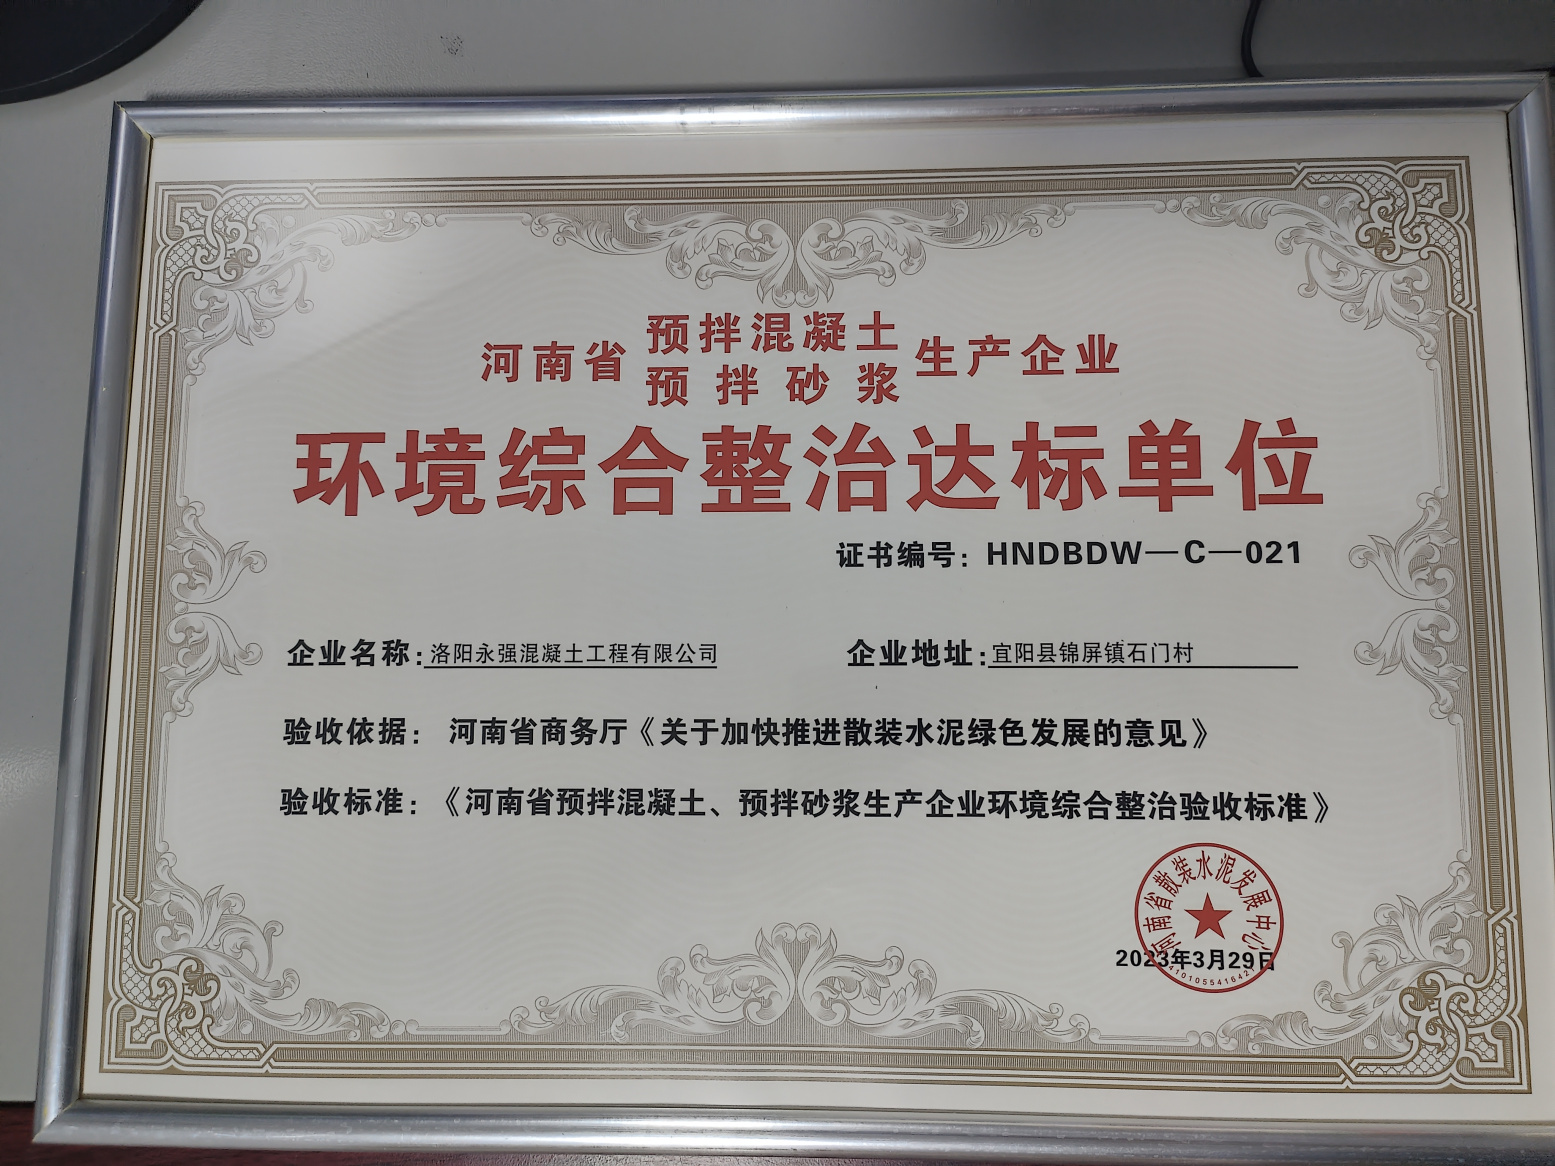 河南省预拌混凝土预拌砂浆生产企业
环境综合整治达标单位
证书编号：HNDBDW—C—021
企业名称：洛阳永强混凝土工程有限公司
企业地址：宜阳县锦屏镇石门村
验收依据：河南省商务厅《关于加快推进散装水泥绿色发展的意见》
验收标准：《河南省预拌混凝土、预拌砂浆生产企业环境综合整治验收标准》
河南省散装水泥发展中心
2023年3月29日